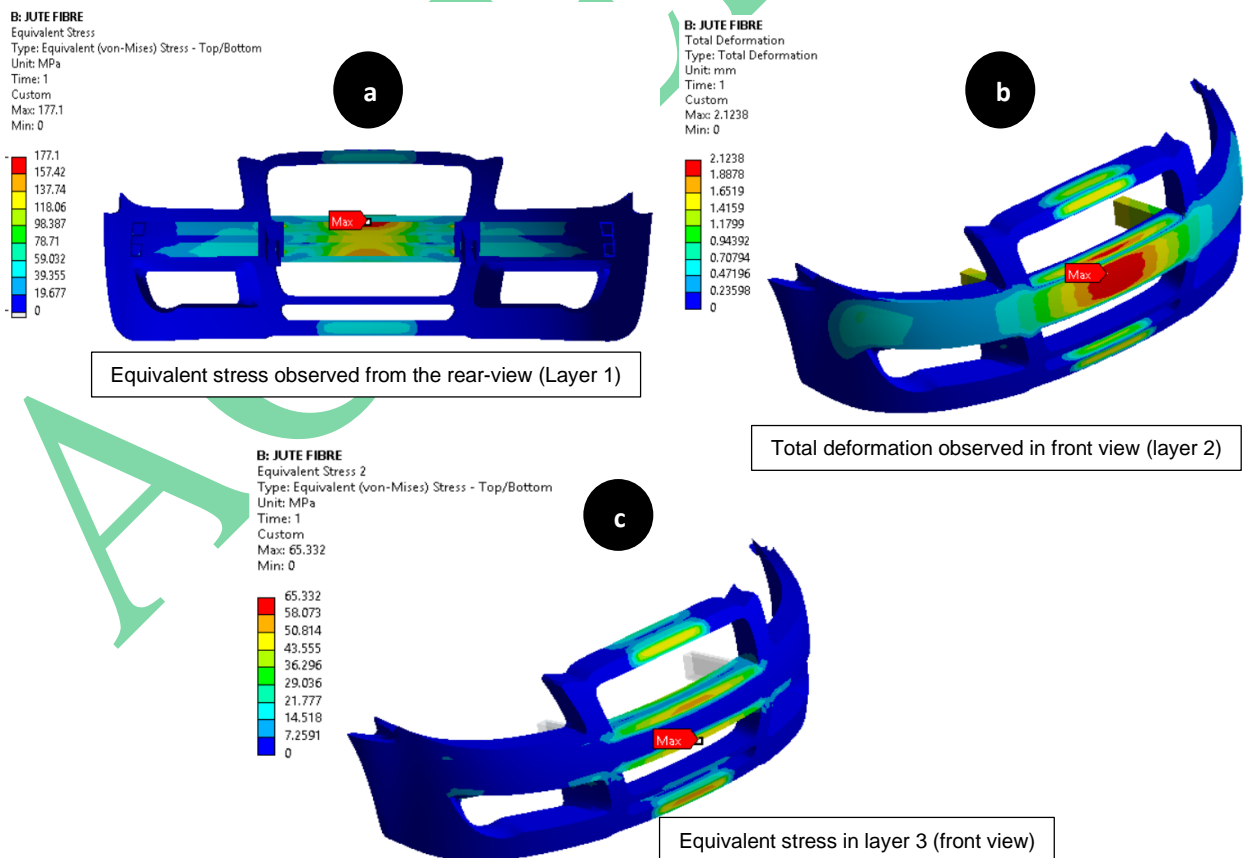 B: JUTE FIBRE
Equivalent Stress
Type: Equivalent (von-Mises) Stress - Top/Bottom
Unit: MPa
Time: 1
Custom
Max: 177.1
Min: 0
177.1
157.42
137.74
118.06
98.387
78.71
59.032
39.355
19.677
0
a
Max
Equivalent stress observed from the rear-view (Layer 1)
B: JUTE FIBRE
Total Deformation
Type: Total Deformation
Unit: mm
Time: 1
Custom
Max: 2.1238
Min: 0
2.1238
1.8878
1.6519
1.4159
1.1799
0.94392
0.70794
0.47196
0.23598
0
b
Max
Total deformation observed in front view (layer 2)
B: JUTE FIBRE
Equivalent Stress 2
Type: Equivalent (von-Mises) Stress - Top/Bottom
Unit: MPa
Time: 1
Custom
Max: 65.332
Min: 0
65.332
58.073
50.814
43.555
36.296
29.036
21.777
14.518
7.2591
0
c
Max
Equivalent stress in layer 3 (front view)